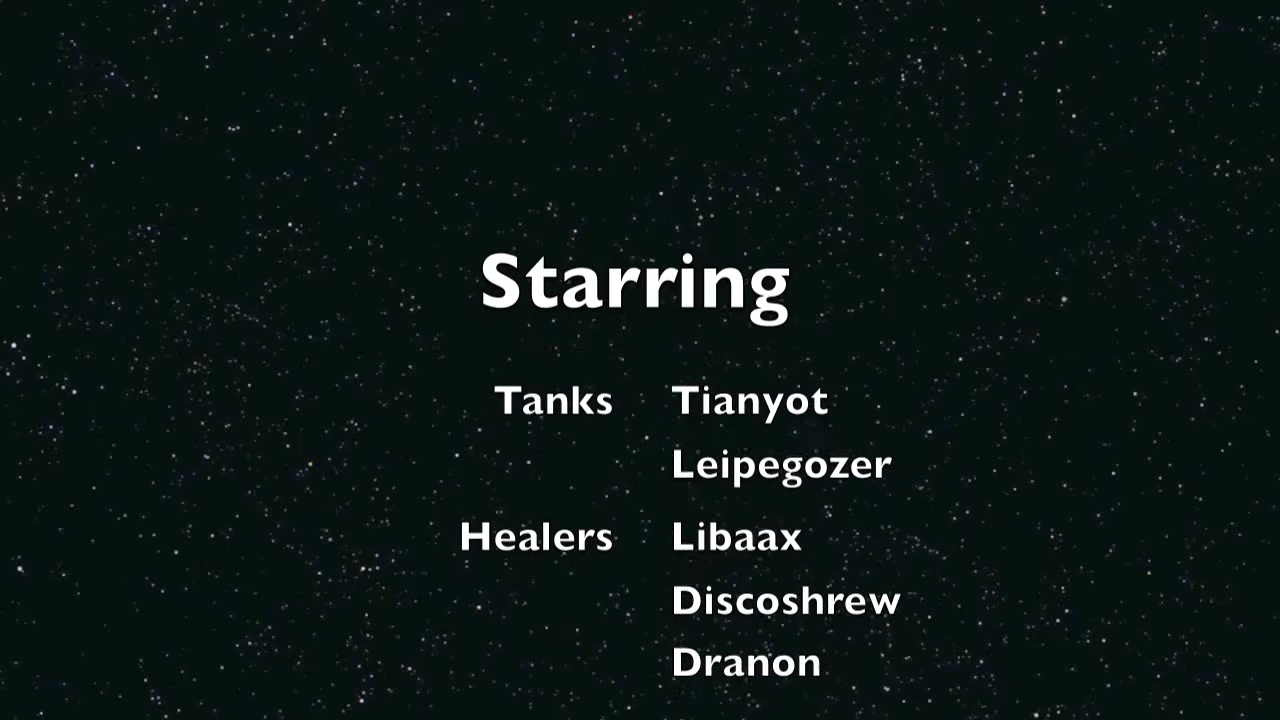 Starring
Tanks Tianyot
Leipegozer
Healers Libaax
Discoshrew
Dranon